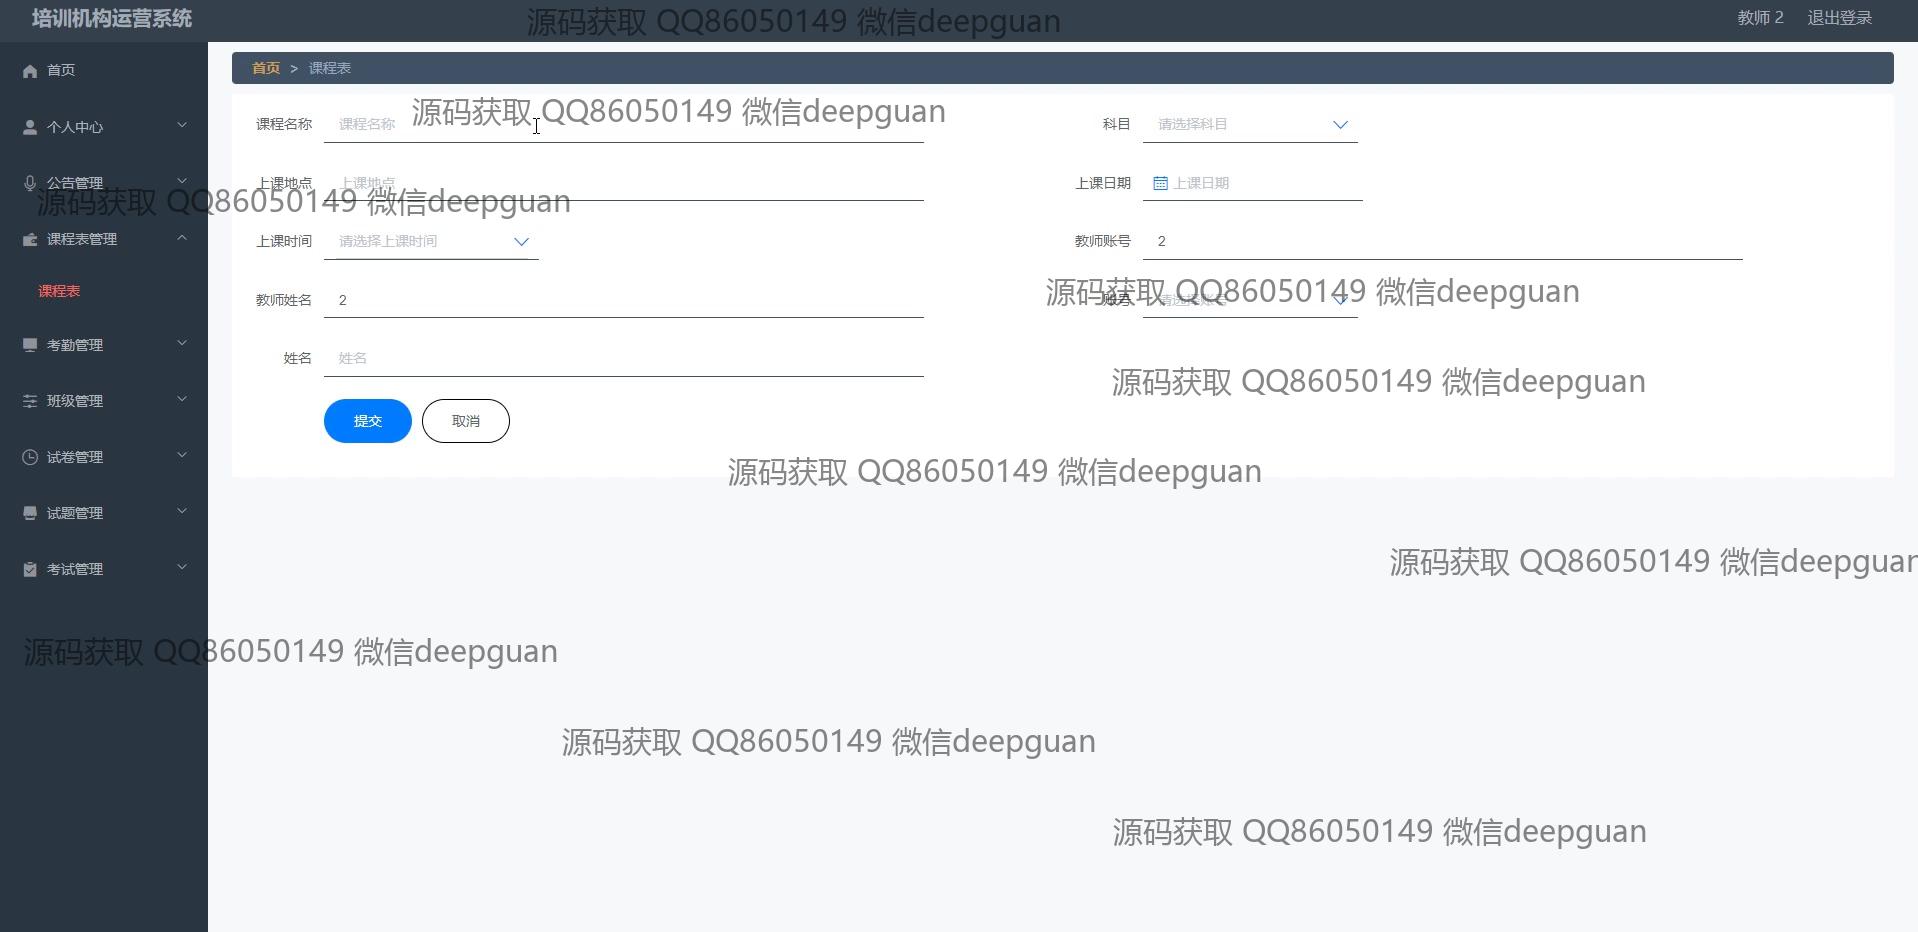 培训机构运营系统
源码获取 QQ86050149 微信deepguan
教师 2 退出登录
首页
首页 > 课程表
源码获取 QQ86050149 微信deepguan
课程名称 课程名称
科目 请选择科目
个人中心
公告管理
上课地点 上课地点
上课日期 上课日期
源码获取 QQ86050149 微信deepguan
课程表管理
上课时间 请选择上课时间
教师账号 2
课程表
源码获取 QQ86050149 微信deepguan
教师姓名 2
账号 请选择账号
考勤管理
姓名 姓名
源码获取 QQ86050149 微信deepguan
班级管理
提交 取消
试卷管理
源码获取 QQ86050149 微信deepguan
试题管理
考试管理
源码获取 QQ86050149 微信deepguan
源码获取 QQ86050149 微信deepguan
源码获取 QQ86050149 微信deepguan
源码获取 QQ86050149 微信deepguan